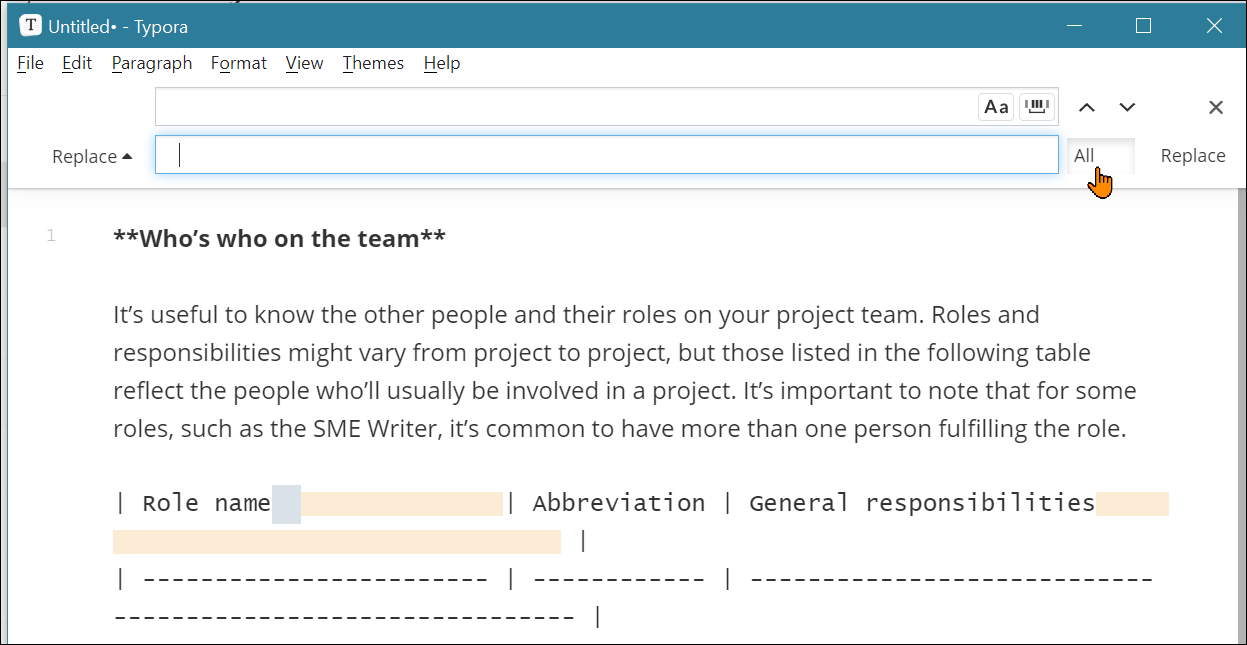 T Untitled• - Typora
File Edit Paragraph Format View Themes Help
Aa
Replace All Replace
1 **Who’s who on the team**
It’s useful to know the other people and their roles on your project team. Roles and
responsibilities might vary from project to project, but those listed in the following table
reflect the people who’ll usually be involved in a project. It’s important to note that for some
roles, such as the SME Writer, it’s common to have more than one person fulfilling the role.
| Role name | Abbreviation | General responsibilities
|
| ------------------------ | ------------ | ----------------------------
-------------------------------- |